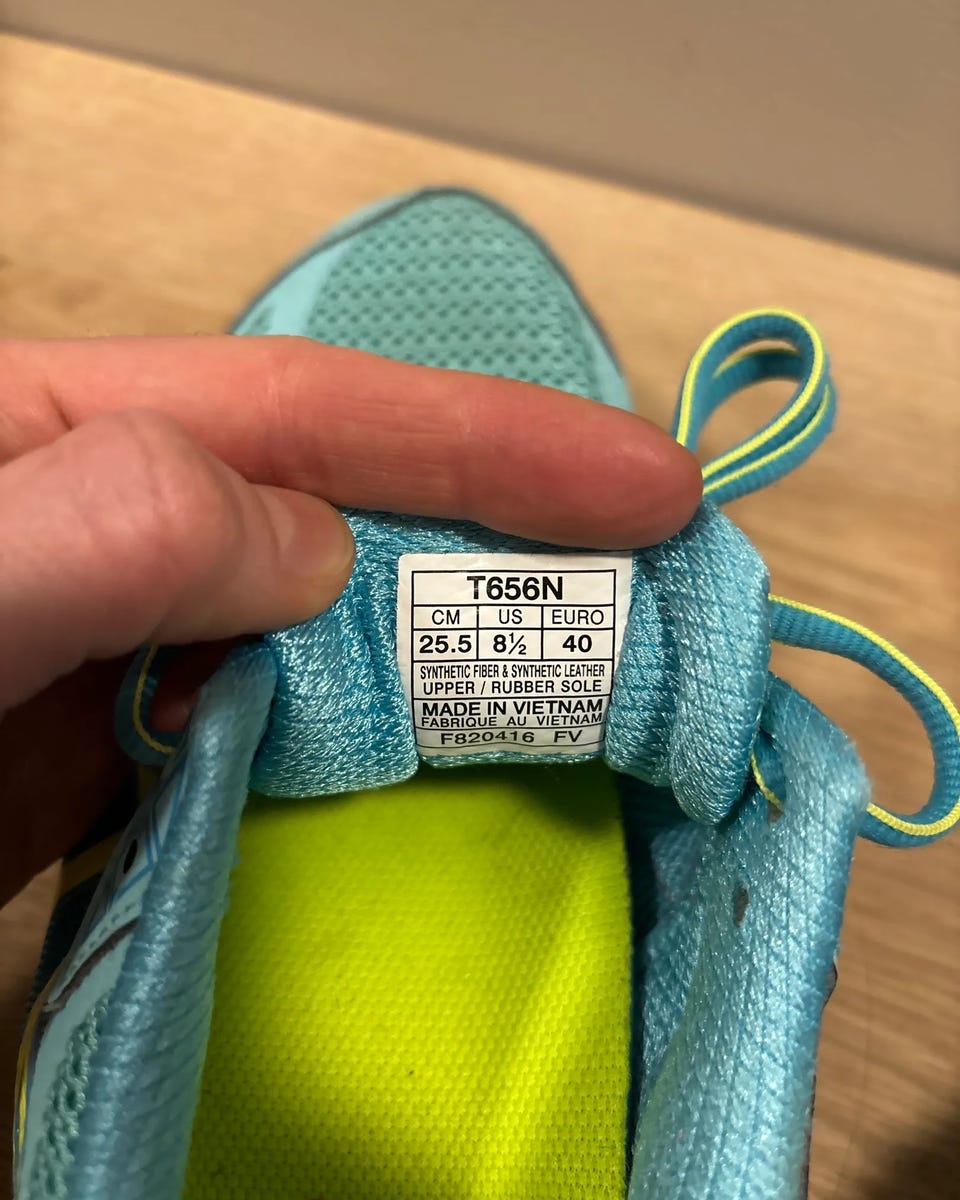 T656N
CM US EURO
25.5 8½ 40
SYNTHETIC FIBER & SYNTHETIC LEATHER
UPPER / RUBBER SOLE
MADE IN VIETNAM
FABRIQUE AU VIETNAM
F820416 FV